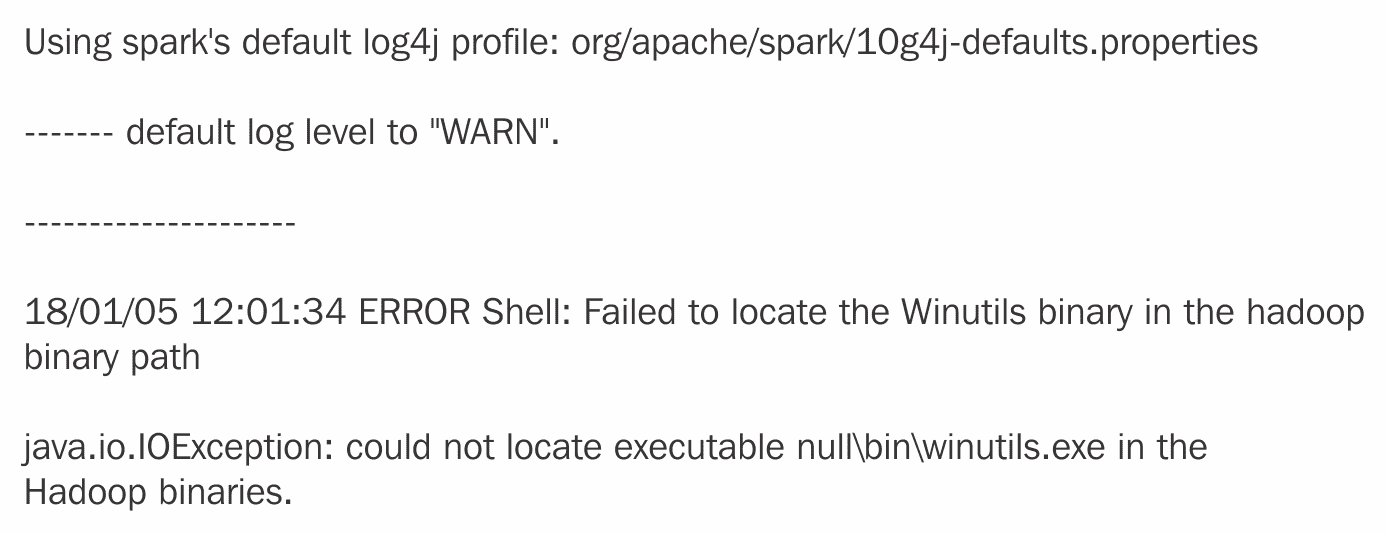 Using spark's default log4j profile: org/apache/spark/10g4j-defaults.properties
------- default log level to "WARN".
---------------------
18/01/05 12:01:34 ERROR Shell: Failed to locate the Winutils binary in the hadoop
binary path
java.io.IOException: could not locate executable null\bin\winutils.exe in the
Hadoop binaries.